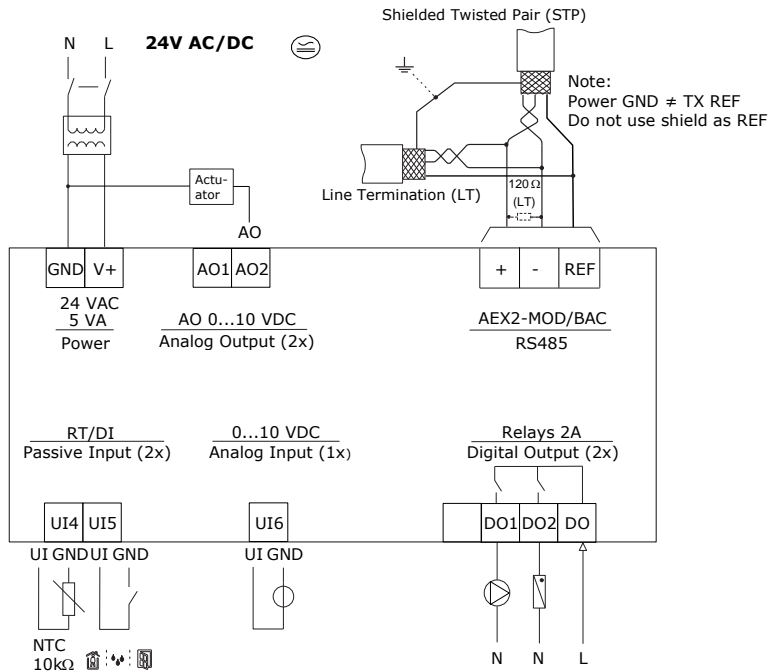 Shielded Twisted Pair (STP)
N L 24V AC/DC
Note:
Power GND ≠ TX REF
Do not use shield as REF
Actu-
ator
Line Termination (LT)
120Ω
(LT)
AO
GND V+ AO1 AO2 + - REF
24 VAC
5 VA
Power
AO 0...10 VDC
Analog Output (2x)
AEX2-MOD/BAC
RS485
RT/DI
Passive Input (2x)
0...10 VDC
Analog Input (1x)
Relays 2A
Digital Output (2x)
UI4 UI5 UI6 DO1 DO2 DO
UI GND UI GND UI GND
NTC
10kΩ
N N L